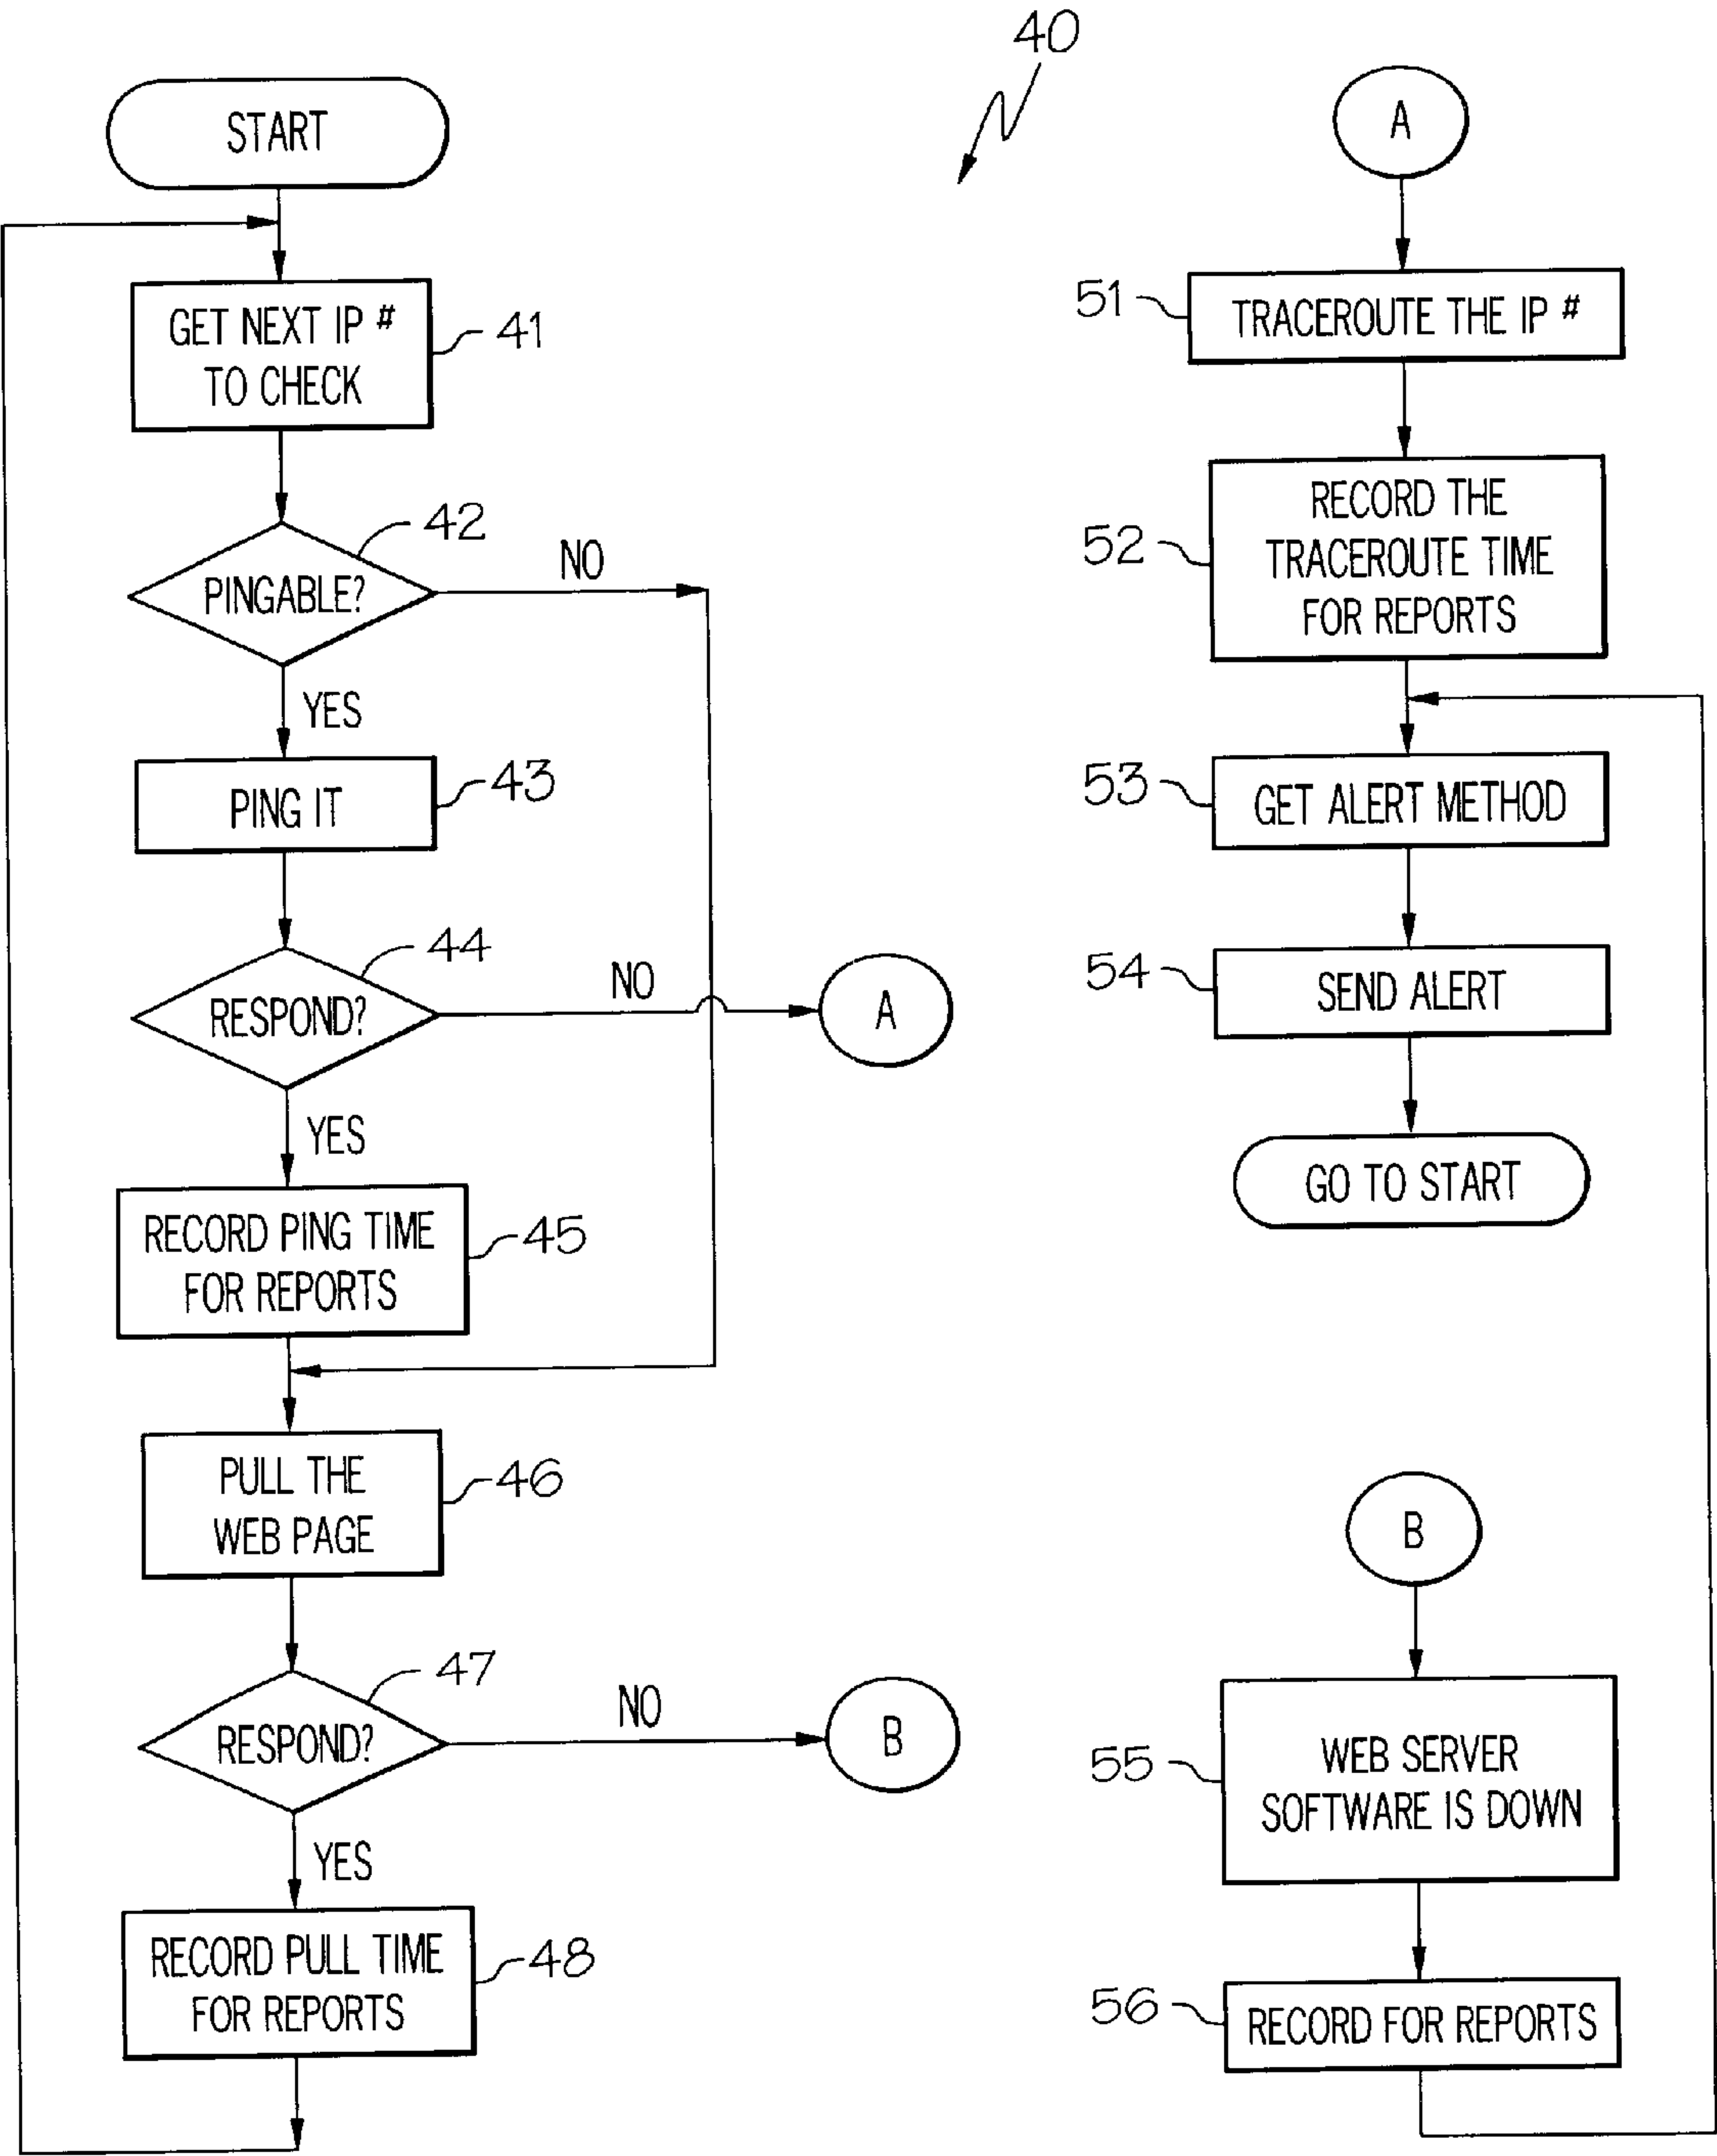 40
START
GET NEXT IP #
TO CHECK
41
PINGABLE?
42
NO
YES
PING IT
43
RESPOND?
44
NO
A
YES
RECORD PING TIME
FOR REPORTS
45
PULL THE
WEB PAGE
46
RESPOND?
47
NO
B
YES
RECORD PULL TIME
FOR REPORTS
48
A
51
TRACEROUTE THE IP #
52
RECORD THE
TRACEROUTE TIME
FOR REPORTS
53
GET ALERT METHOD
54
SEND ALERT
GO TO START
B
55
WEB SERVER
SOFTWARE IS DOWN
56
RECORD FOR REPORTS